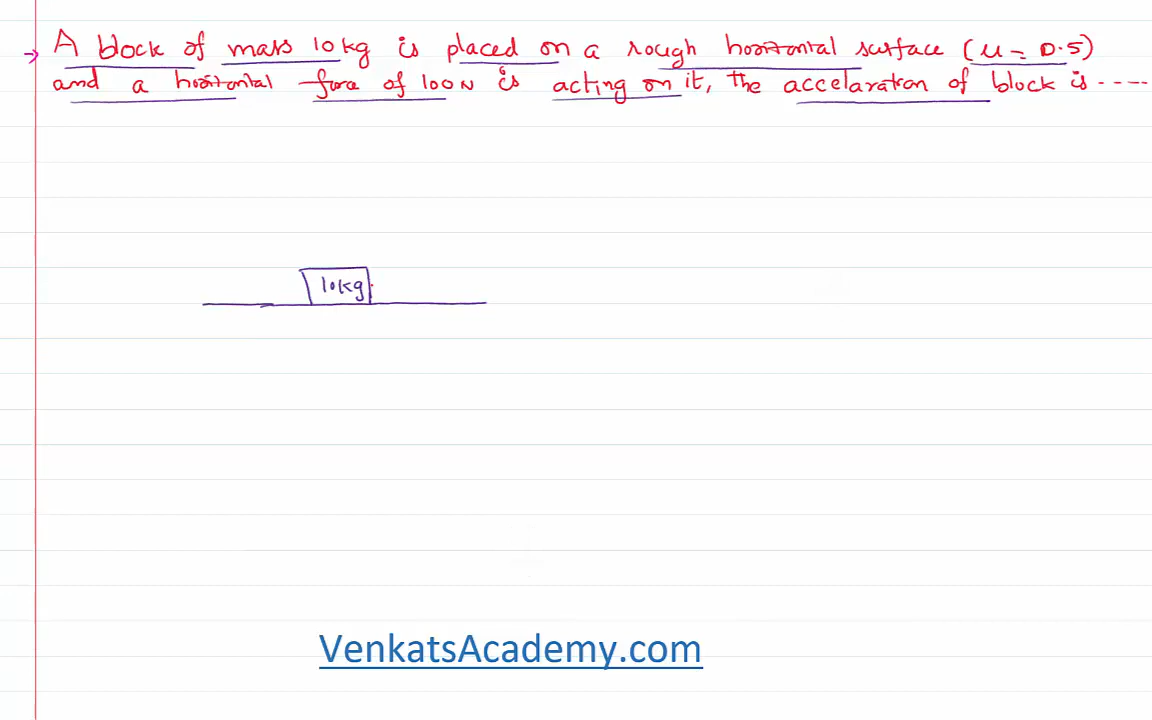 → A block of mass 10kg is placed on a rough horizontal surface (u = 0.5)
and a horizontal force of 100N is acting on it, the accelaration of block is -----
10kg
VenkatsAcademy.com